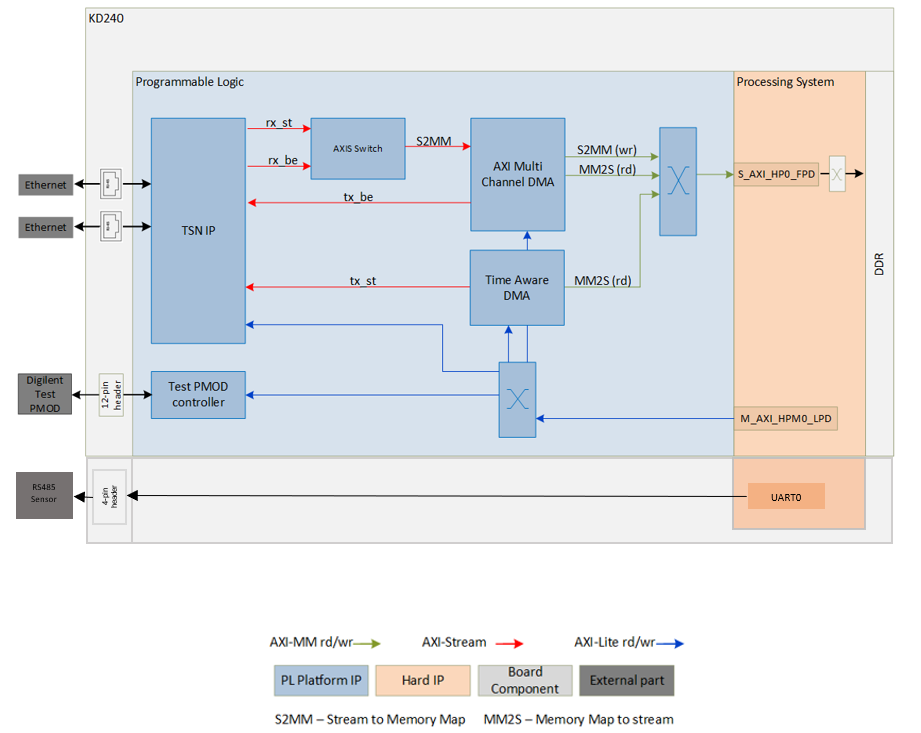 KD240
Programmable Logic
Processing System
rx_st
rx_be
AXIS Switch
S2MM
AXI Multi
Channel DMA
S2MM (wr)
MM2S (rd)
S_AXI_HP0_FPD
Ethernet
RJ45
Ethernet
RJ45
TSN IP
tx_be
tx_st
Time Aware
DMA
MM2S (rd)
DDR
Digilent
Test
PMOD
12-pin
header
Test PMOD
controller
M_AXI_HPM0_LPD
RS485
Sensor
4-pin
header
UART0
AXI-MM rd/wr
AXI-Stream
AXI-Lite rd/wr
PL Platform IP
Hard IP
Board
Component
External part
S2MM – Stream to Memory Map
MM2S – Memory Map to stream